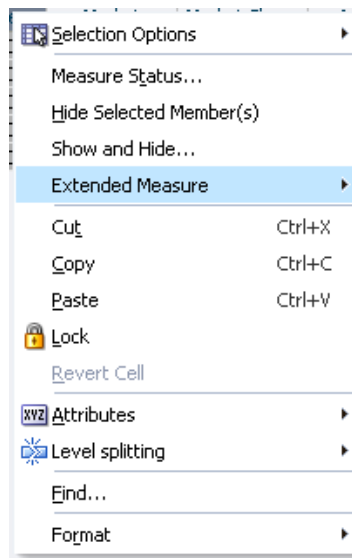 Selection Options
Measure Status...
Hide Selected Member(s)
Show and Hide...
Extended Measure
Cut Ctrl+X
Copy Ctrl+C
Paste Ctrl+V
Lock
Revert Cell
XYZ Attributes
Level splitting
Find...
Format